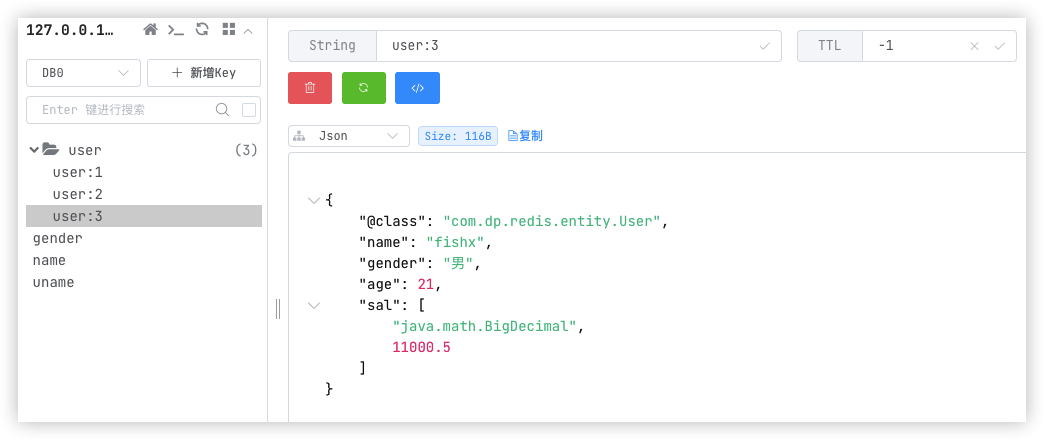 127.0.0.1…
DB0
新增Key
Enter 键进行搜索
user (3)
user:1
user:2
user:3
gender
name
uname
String user:3
TTL -1
</>
Json Size: 116B 复制
{
"@class": "com.dp.redis.entity.User",
"name": "fishx",
"gender": "男",
"age": 21,
"sal": [
"java.math.BigDecimal",
11000.5
]
}